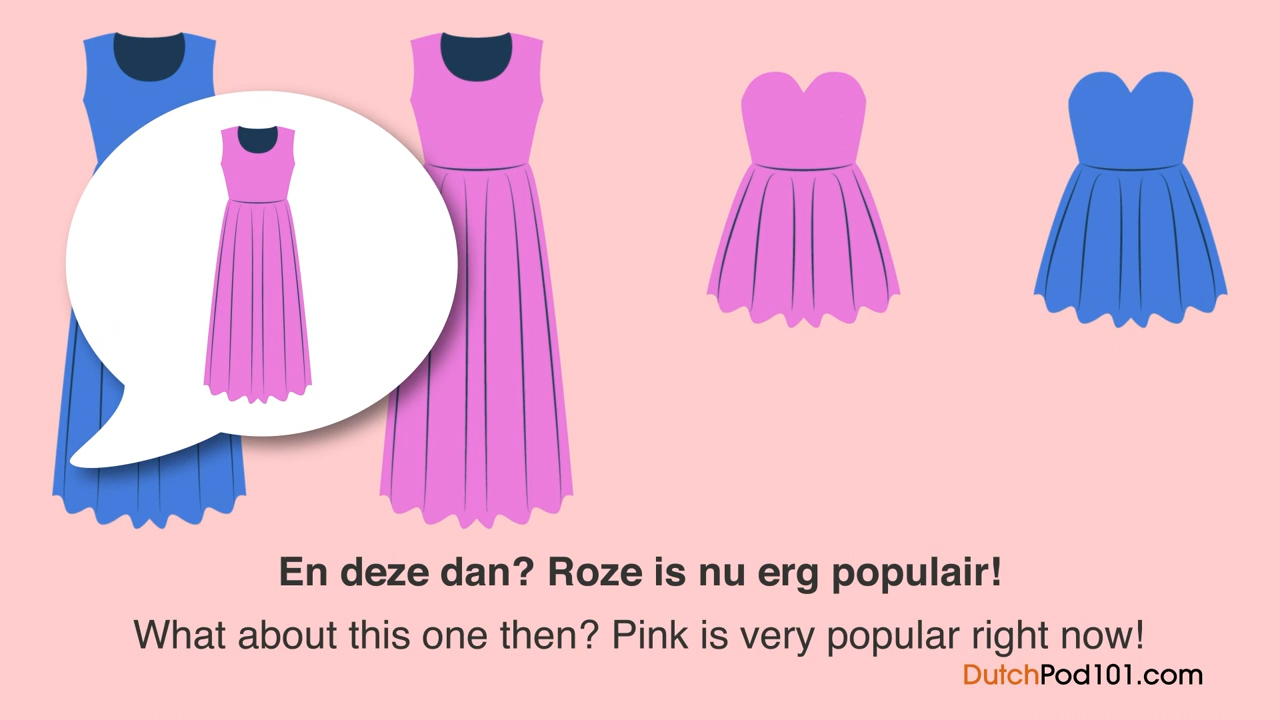 En deze dan? Roze is nu erg populair!
What about this one then? Pink is very popular right now!
DutchPod101.com